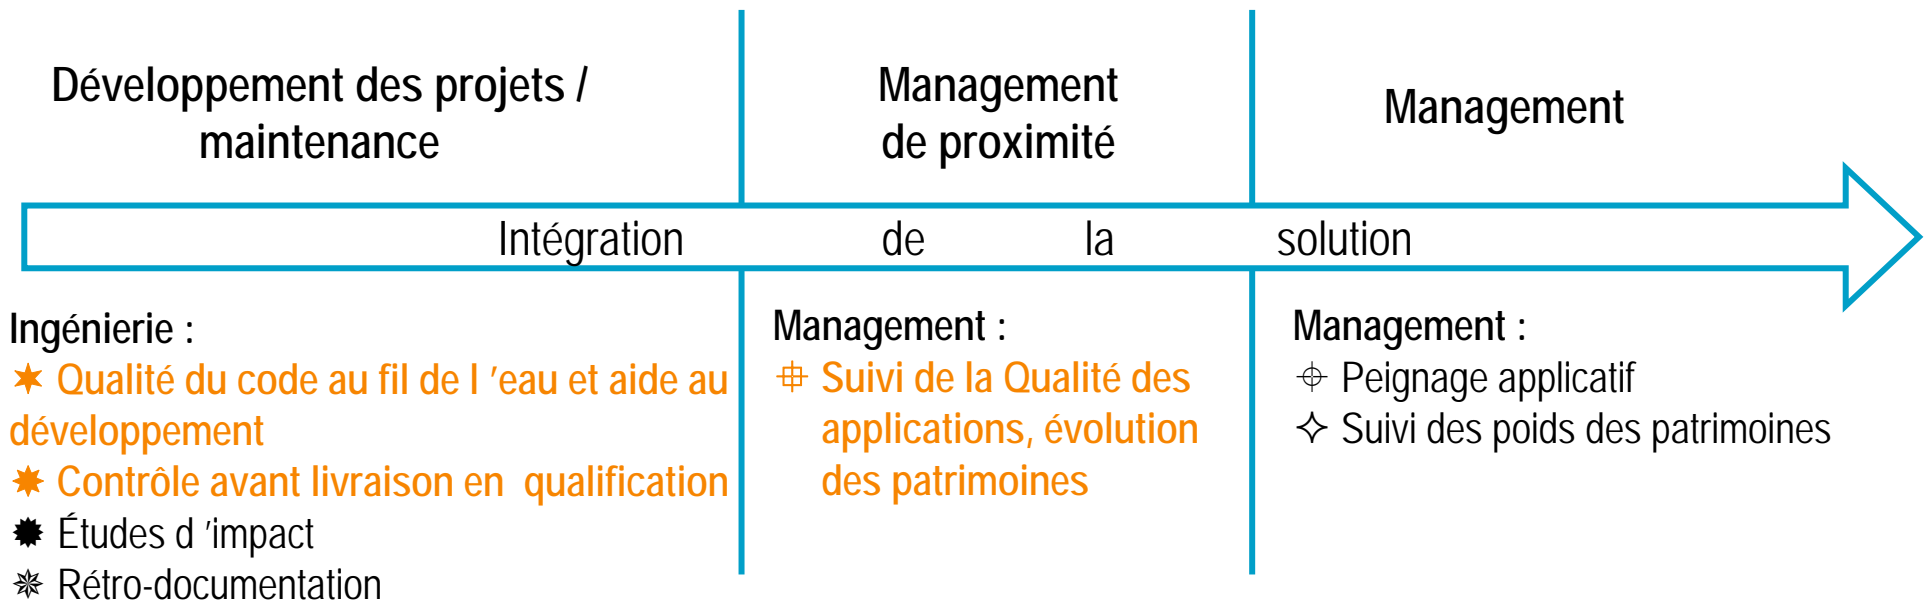 Développement des projets /
maintenance
Management
de proximité
Management
Intégration de la solution
Ingénierie :
✶ Qualité du code au fil de l ’eau et aide au
développement
✷ Contrôle avant livraison en qualification
✹ Études d ’impact
✵ Rétro-documentation
Management :
⌖ Suivi de la Qualité des
applications, évolution
des patrimoines
Management :
⌖ Peignage applicatif
✧ Suivi des poids des patrimoines